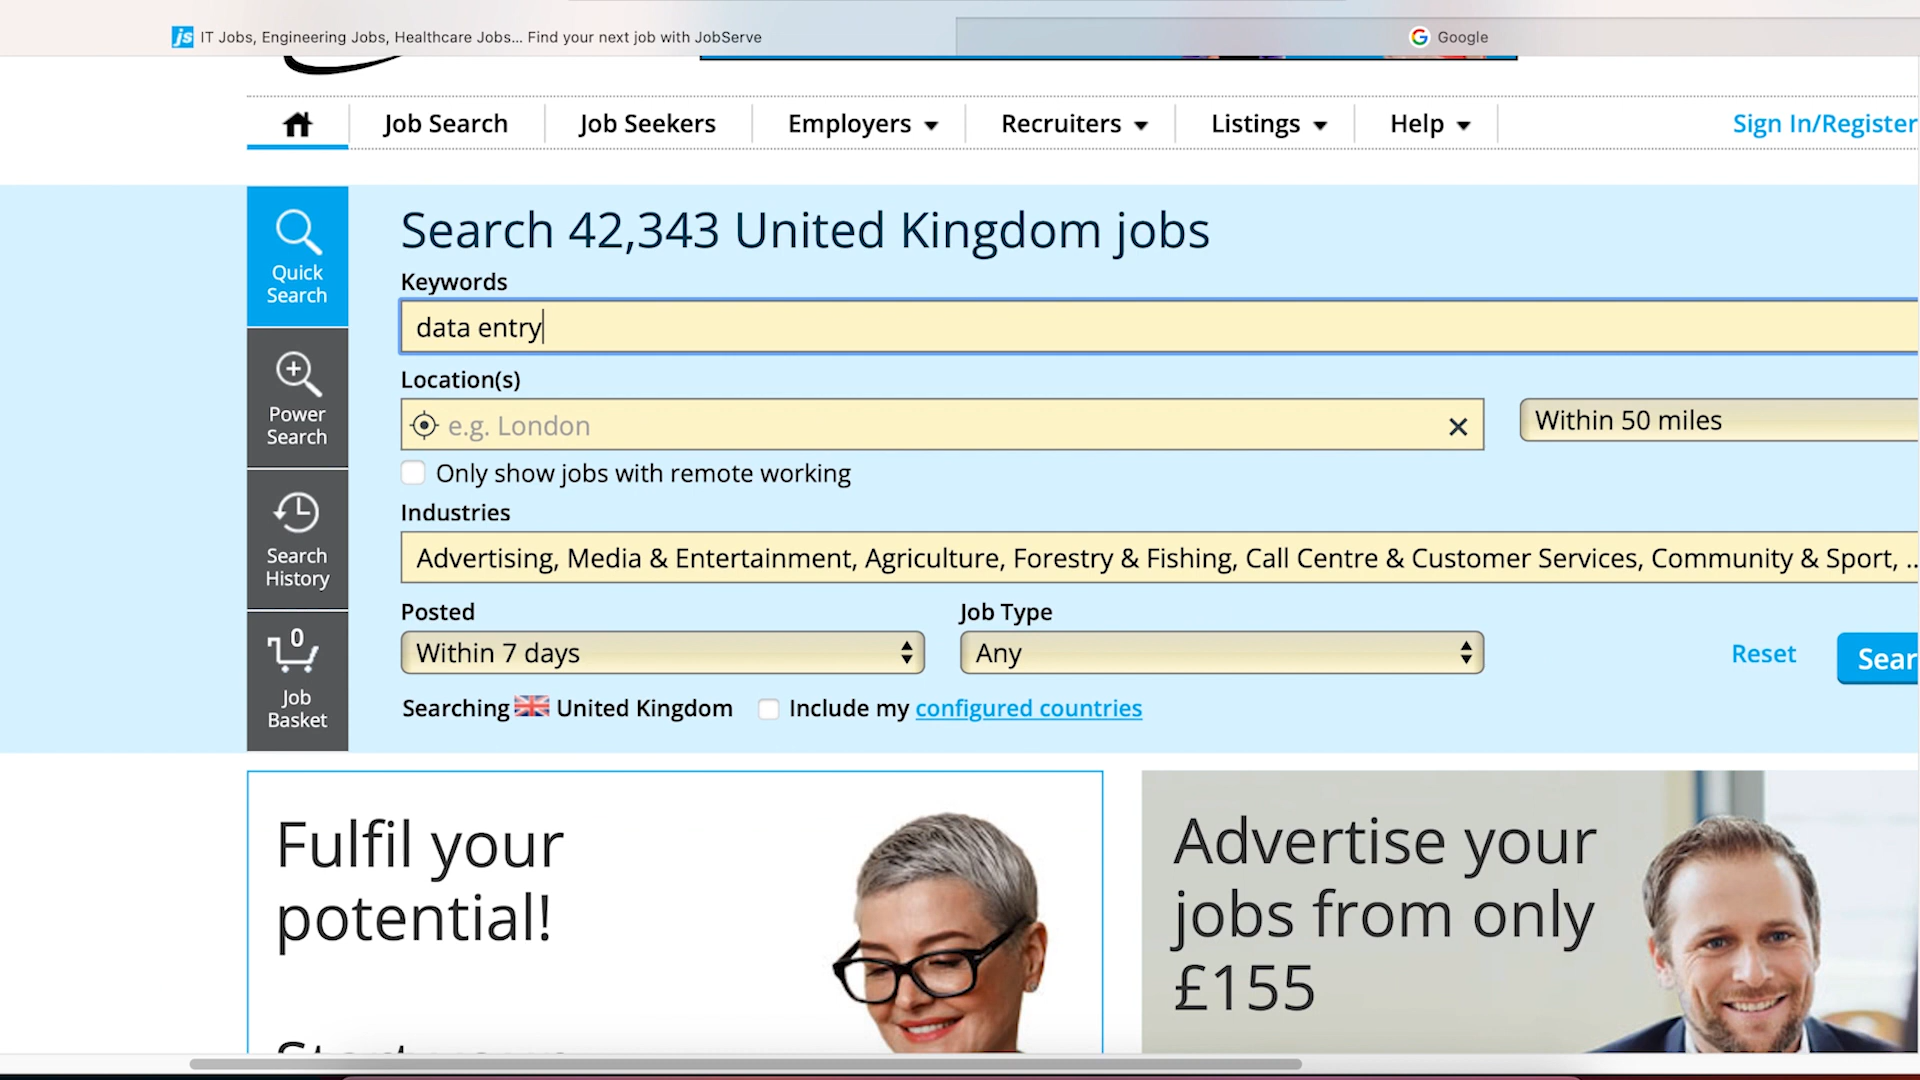 js IT Jobs, Engineering Jobs, Healthcare Jobs... Find your next job with JobServe
Google
Job Search
Job Seekers
Employers
Recruiters
Listings
Help
Sign In/Register
Quick
Search
Power
Search
Search
History
0
Job
Basket
Search 42,343 United Kingdom jobs
Keywords
data entry
Location(s)
e.g. London
Within 50 miles
Only show jobs with remote working
Industries
Advertising, Media & Entertainment, Agriculture, Forestry & Fishing, Call Centre & Customer Services, Community & Sport, ..
Posted
Job Type
Within 7 days
Any
Reset
Sear
Searching United Kingdom
Include my configured countries
Fulfil your
potential!
Advertise your
jobs from only
£155